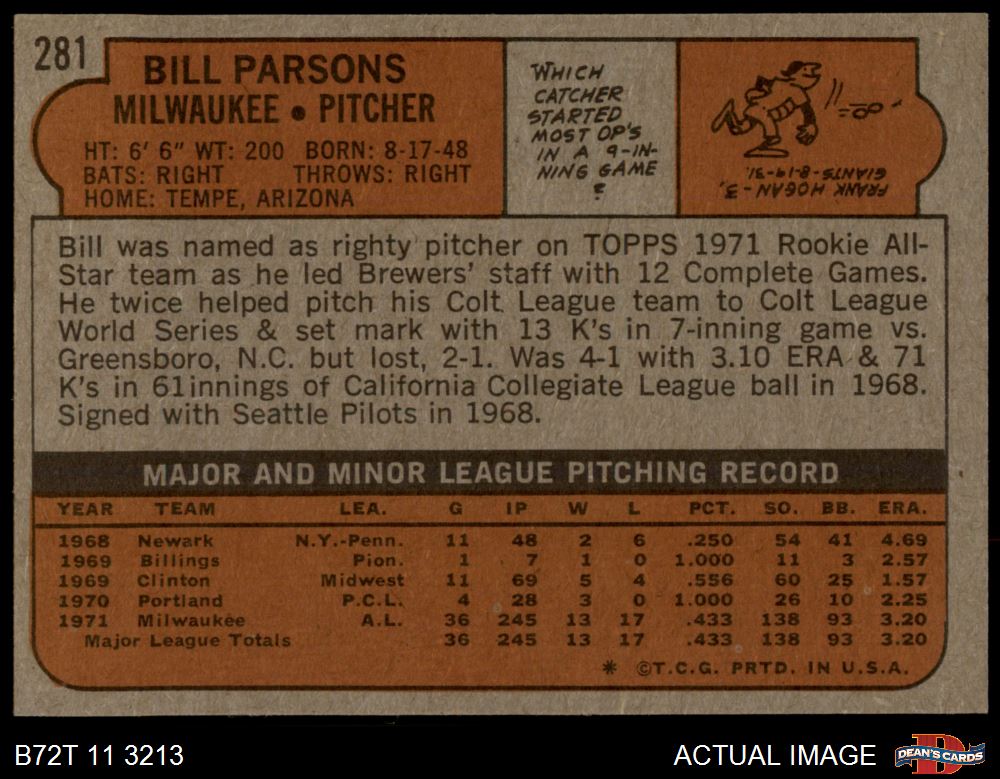 281
BILL PARSONS
MILWAUKEE • PITCHER
HT: 6' 6" WT: 200 BORN: 8-17-48
BATS: RIGHT THROWS: RIGHT
HOME: TEMPE, ARIZONA
WHICH
CATCHER
STARTED
MOST DP'S
IN A 9-IN-
NING GAME
?
FRANK HOGAN - 3,
GIANTS - 8-19-31.
Bill was named as righty pitcher on TOPPS 1971 Rookie All-
Star team as he led Brewers' staff with 12 Complete Games.
He twice helped pitch his Colt League team to Colt League
World Series & set mark with 13 K's in 7-inning game vs.
Greensboro, N.C. but lost, 2-1. Was 4-1 with 3.10 ERA & 71
K's in 61innings of California Collegiate League ball in 1968.
Signed with Seattle Pilots in 1968.
MAJOR AND MINOR LEAGUE PITCHING RECORD
YEAR TEAM LEA. G IP W L PCT. SO. BB. ERA.
1968 Newark N.Y.-Penn. 11 48 2 6 .250 54 41 4.69
1969 Billings Pion. 1 7 1 0 1.000 11 3 2.57
1969 Clinton Midwest 11 69 5 4 .556 60 25 1.57
1970 Portland P.C.L. 4 28 3 0 1.000 26 10 2.25
1971 Milwaukee A.L. 36 245 13 17 .433 138 93 3.20
Major League Totals 36 245 13 17 .433 138 93 3.20
* ©T.C.G. PRTD. IN U.S.A.
B72T 11 3213 ACTUAL IMAGE DEAN'S CARDS